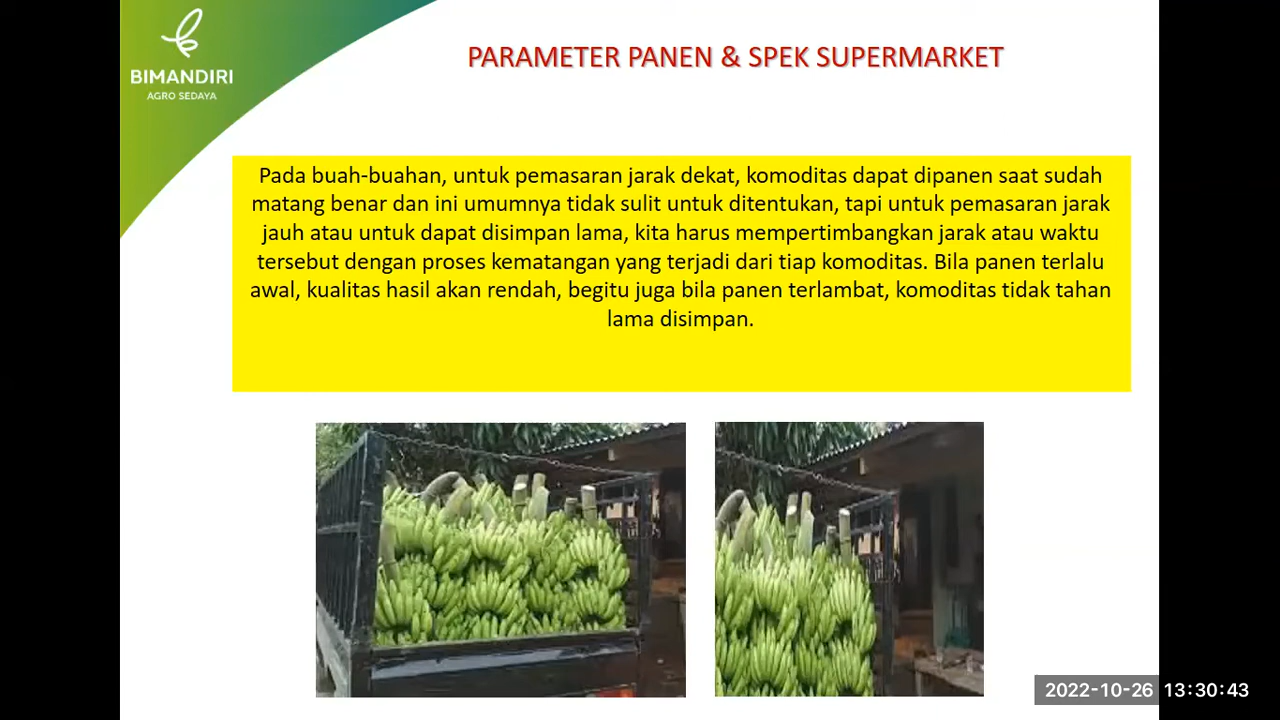 BIMANDIRI
AGRO SEDAYA
PARAMETER PANEN & SPEK SUPERMARKET
Pada buah-buahan, untuk pemasaran jarak dekat, komoditas dapat dipanen saat sudah
matang benar dan ini umumnya tidak sulit untuk ditentukan, tapi untuk pemasaran jarak
jauh atau untuk dapat disimpan lama, kita harus mempertimbangkan jarak atau waktu
tersebut dengan proses kematangan yang terjadi dari tiap komoditas. Bila panen terlalu
awal, kualitas hasil akan rendah, begitu juga bila panen terlambat, komoditas tidak tahan
lama disimpan.
2022-10-26 13:30:43